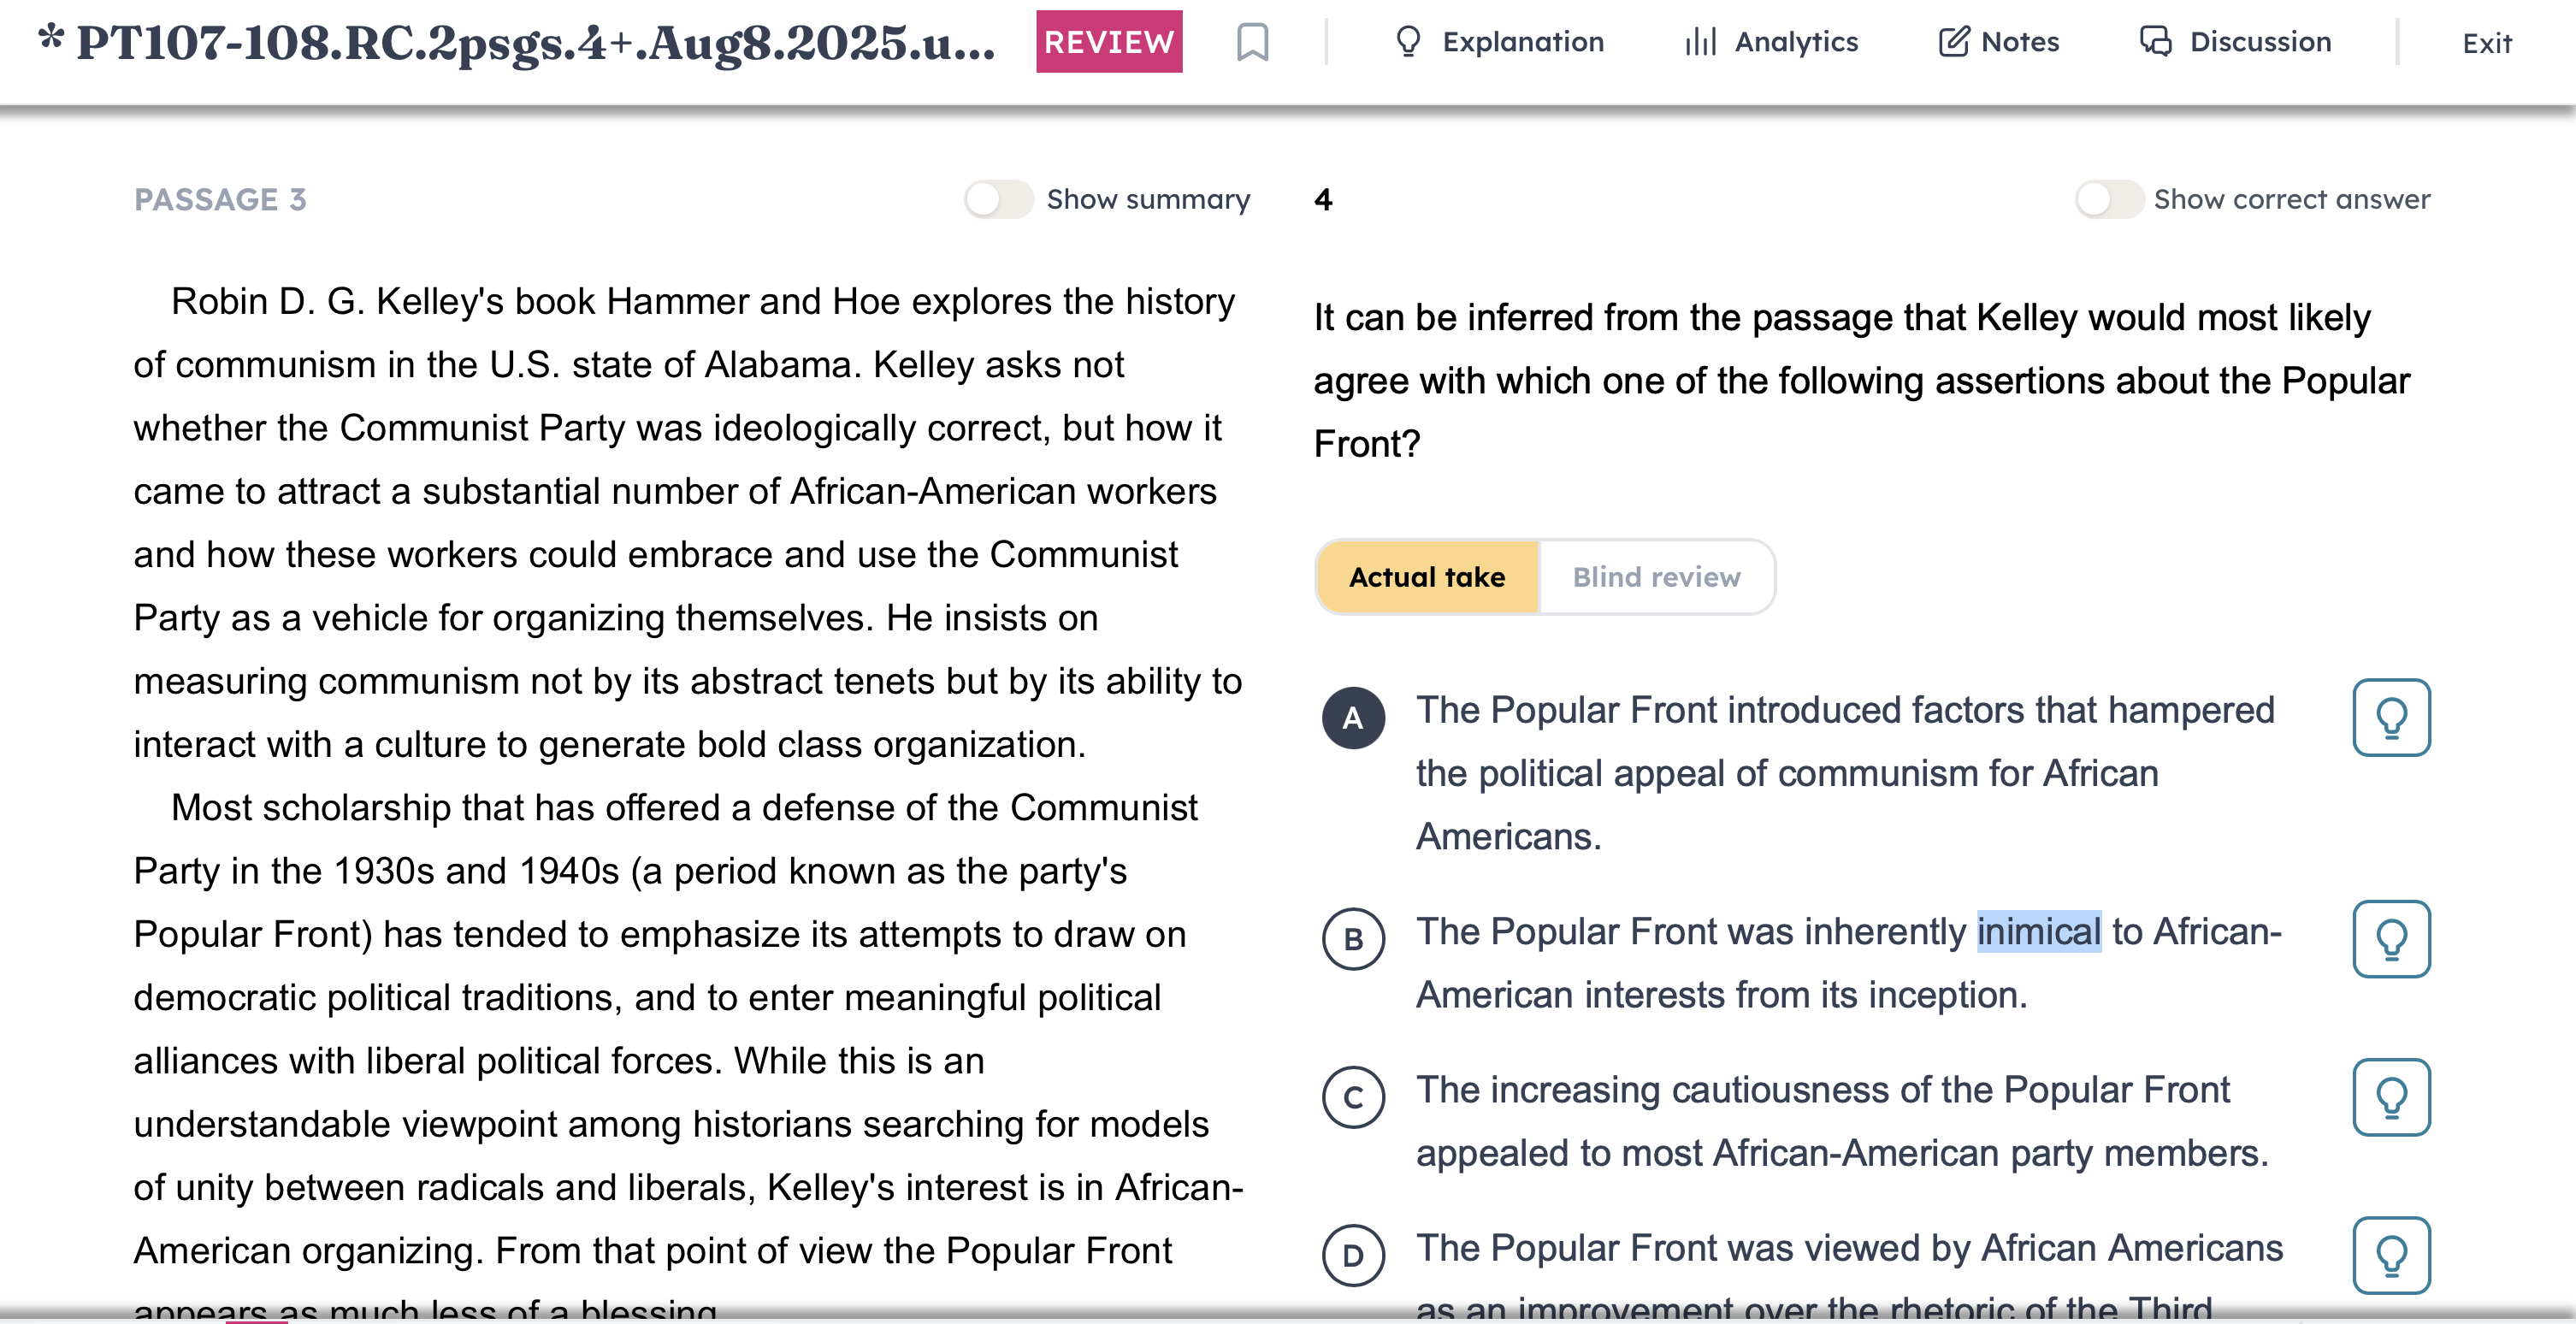 * PT107-108.RC.2psgs.4+.Aug8.2025.u...
REVIEW
Explanation
Analytics
Notes
Discussion
Exit
PASSAGE 3
Show summary
Robin D. G. Kelley's book Hammer and Hoe explores the history
of communism in the U.S. state of Alabama. Kelley asks not
whether the Communist Party was ideologically correct, but how it
came to attract a substantial number of African-American workers
and how these workers could embrace and use the Communist
Party as a vehicle for organizing themselves. He insists on
measuring communism not by its abstract tenets but by its ability to
interact with a culture to generate bold class organization.
Most scholarship that has offered a defense of the Communist
Party in the 1930s and 1940s (a period known as the party's
Popular Front) has tended to emphasize its attempts to draw on
democratic political traditions, and to enter meaningful political
alliances with liberal political forces. While this is an
understandable viewpoint among historians searching for models
of unity between radicals and liberals, Kelley's interest is in African-
American organizing. From that point of view the Popular Front
appears as much less of a blessing
4
Show correct answer
It can be inferred from the passage that Kelley would most likely
agree with which one of the following assertions about the Popular
Front?
Actual take
Blind review
A
The Popular Front introduced factors that hampered
the political appeal of communism for African
Americans.
B
The Popular Front was inherently inimical to African-
American interests from its inception.
C
The increasing cautiousness of the Popular Front
appealed to most African-American party members.
D
The Popular Front was viewed by African Americans
as an improvement over the rhetoric of the Third